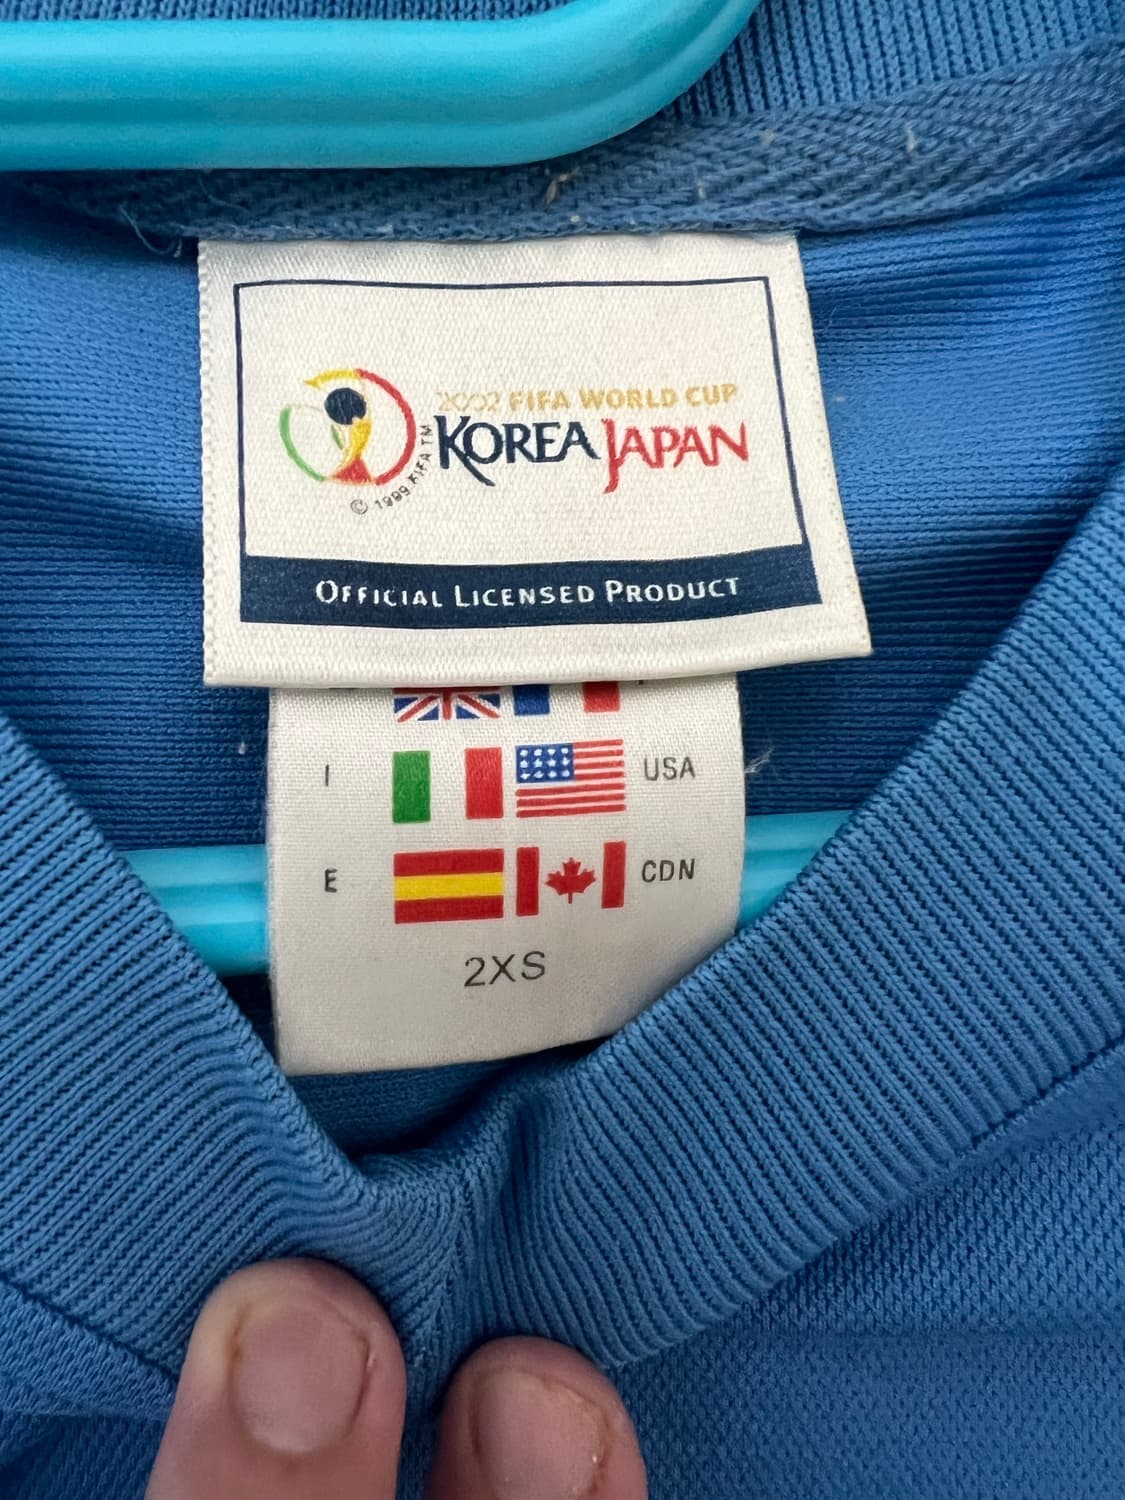 2002 FIFA WORLD CUP
KOREA JAPAN
© 1999 FIFA TM
OFFICIAL LICENSED PRODUCT
I USA
E CDN
2XS